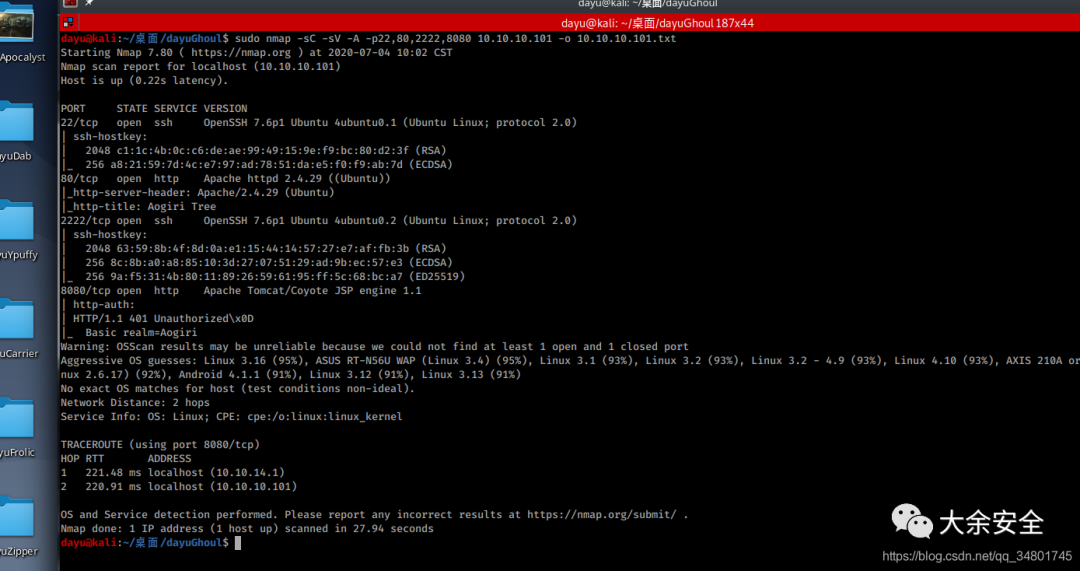 dayu@kali: ~/桌面/dayuGhoul
dayu@kali: ~/桌面/dayuGhoul 187x44
dayu@kali:~/桌面/dayuGhoul$ sudo nmap -sC -sV -A -p22,80,2222,8080 10.10.10.101 -o 10.10.10.101.txt
Starting Nmap 7.80 ( https://nmap.org ) at 2020-07-04 10:02 CST
Nmap scan report for localhost (10.10.10.101)
Host is up (0.22s latency).
PORT     STATE SERVICE VERSION
22/tcp   open  ssh     OpenSSH 7.6p1 Ubuntu 4ubuntu0.1 (Ubuntu Linux; protocol 2.0)
| ssh-hostkey:
|   2048 c1:1c:4b:0c:c6:de:ae:99:49:15:9e:f9:bc:80:d2:3f (RSA)
|_  256 a8:21:59:7d:4c:e7:97:ad:78:51:da:e5:f0:f9:ab:7d (ECDSA)
80/tcp   open  http    Apache httpd 2.4.29 ((Ubuntu))
|_http-server-header: Apache/2.4.29 (Ubuntu)
|_http-title: Aogiri Tree
2222/tcp open  ssh     OpenSSH 7.6p1 Ubuntu 4ubuntu0.2 (Ubuntu Linux; protocol 2.0)
| ssh-hostkey:
|   2048 63:59:8b:4f:8d:0a:e1:15:44:14:57:27:e7:af:fb:3b (RSA)
|   256 8c:8b:a0:a8:85:10:3d:27:07:51:29:ad:9b:ec:57:e3 (ECDSA)
|_  256 9a:f5:31:4b:80:11:89:26:59:61:95:ff:5c:68:bc:a7 (ED25519)
8080/tcp open  http    Apache Tomcat/Coyote JSP engine 1.1
| http-auth:
| HTTP/1.1 401 Unauthorized\x0D
|_  Basic realm=Aogiri
Warning: OSScan results may be unreliable because we could not find at least 1 open and 1 closed port
Aggressive OS guesses: Linux 3.16 (95%), ASUS RT-N56U WAP (Linux 3.4) (95%), Linux 3.1 (93%), Linux 3.2 (93%), Linux 3.2 - 4.9 (93%), Linux 4.10 (93%), AXIS 210A or
nux 2.6.17) (92%), Android 4.1.1 (91%), Linux 3.12 (91%), Linux 3.13 (91%)
No exact OS matches for host (test conditions non-ideal).
Network Distance: 2 hops
Service Info: OS: Linux; CPE: cpe:/o:linux:linux_kernel
TRACEROUTE (using port 8080/tcp)
HOP RTT       ADDRESS
1   221.48 ms localhost (10.10.14.1)
2   220.91 ms localhost (10.10.10.101)
OS and Service detection performed. Please report any incorrect results at https://nmap.org/submit/ .
Nmap done: 1 IP address (1 host up) scanned in 27.94 seconds
dayu@kali:~/桌面/dayuGhoul$
Apocalyst
yuDab
uYpuffy
uCarrier
yuFrolic
uZipper
大余安全
https://blog.csdn.net/qq_34801745